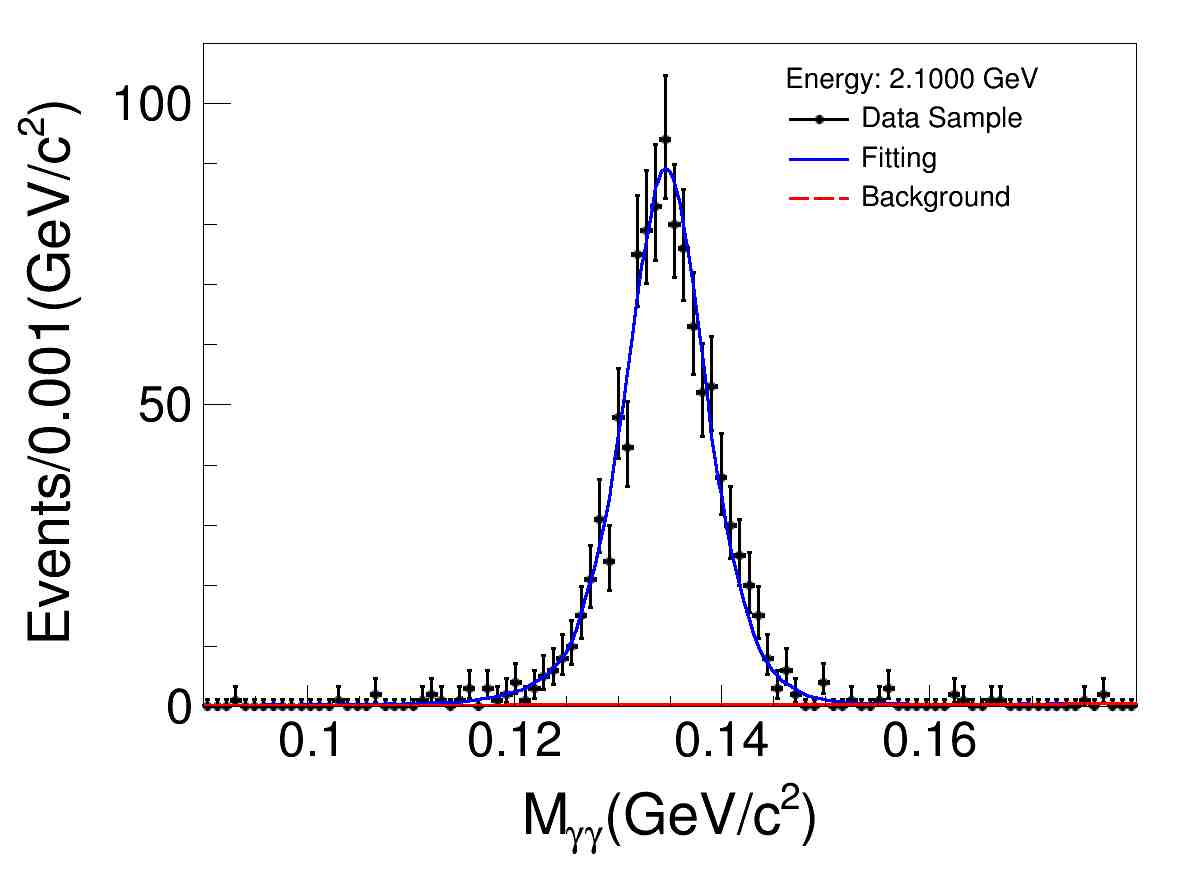 Energy: 2.1000 GeV
Data Sample
Fitting
Background
Events/0.001(GeV/c²)
100
50
0
0.1 0.12 0.14 0.16
Mγγ(GeV/c²)